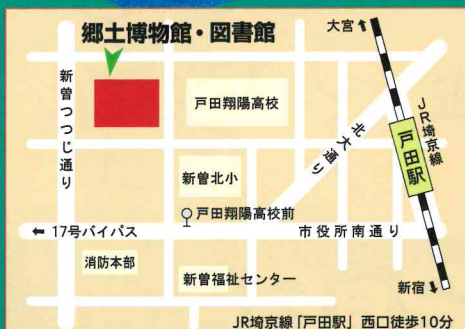 郷土博物館・図書館
大宮↑
新曽つつじ通り
戸田翔陽高校
北大通り
JR埼京線
戸田駅
新曽北小
戸田翔陽高校前
← 17号バイパス
市役所南通り
消防本部
新曽福祉センター
新宿↓
JR埼京線「戸田駅」西口徒歩10分